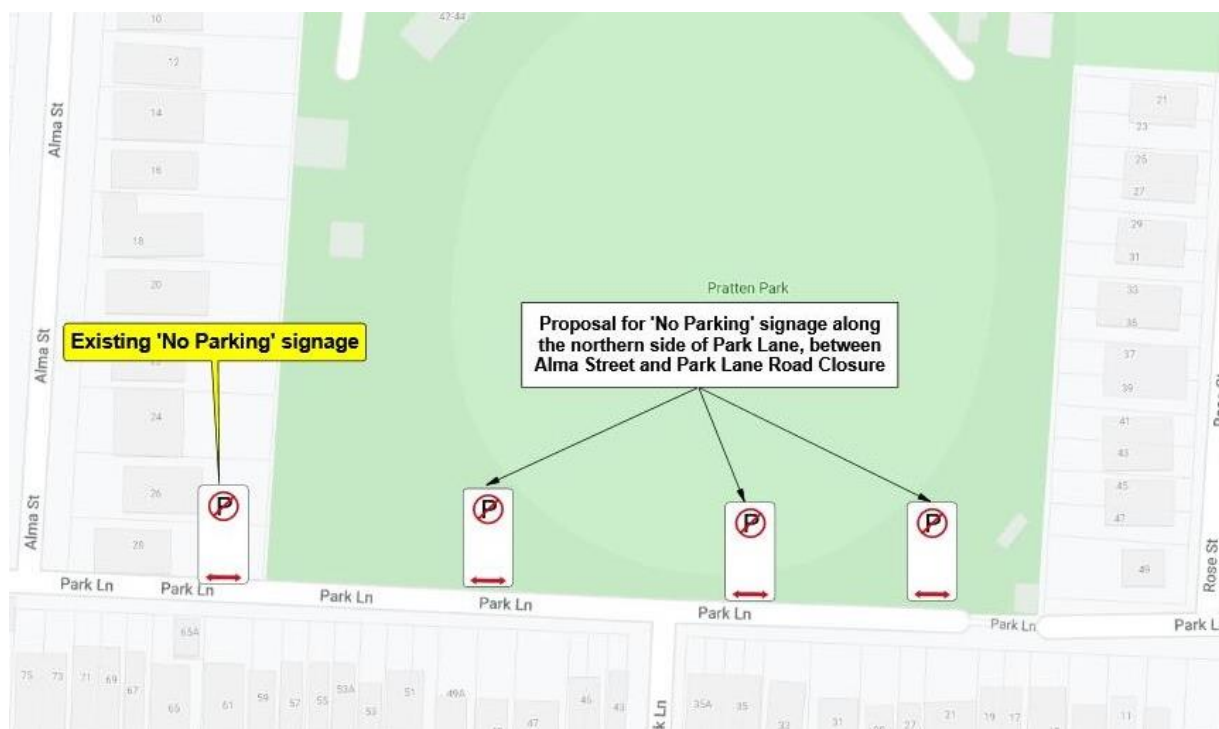 42-44
10
12
14
16
18
20
24
26
28
Alma St
Alma St
Alma St
21
23
25
27
29
31
33
35
37
39
41
43
45
47
49
Rose St
Pratten Park
Existing 'No Parking' signage
Proposal for 'No Parking' signage along
the northern side of Park Lane, between
Alma Street and Park Lane Road Closure
P
P
P
P
Park Ln
Park Ln
Park Ln
Park Ln
Park Ln
Park Ln
Park L
Park Ln
65A
75
73
71
69
67
65
61
59
57
55
53A
53
51
49A
47
45
43
35A
35
33
31
27
21
19
17
11